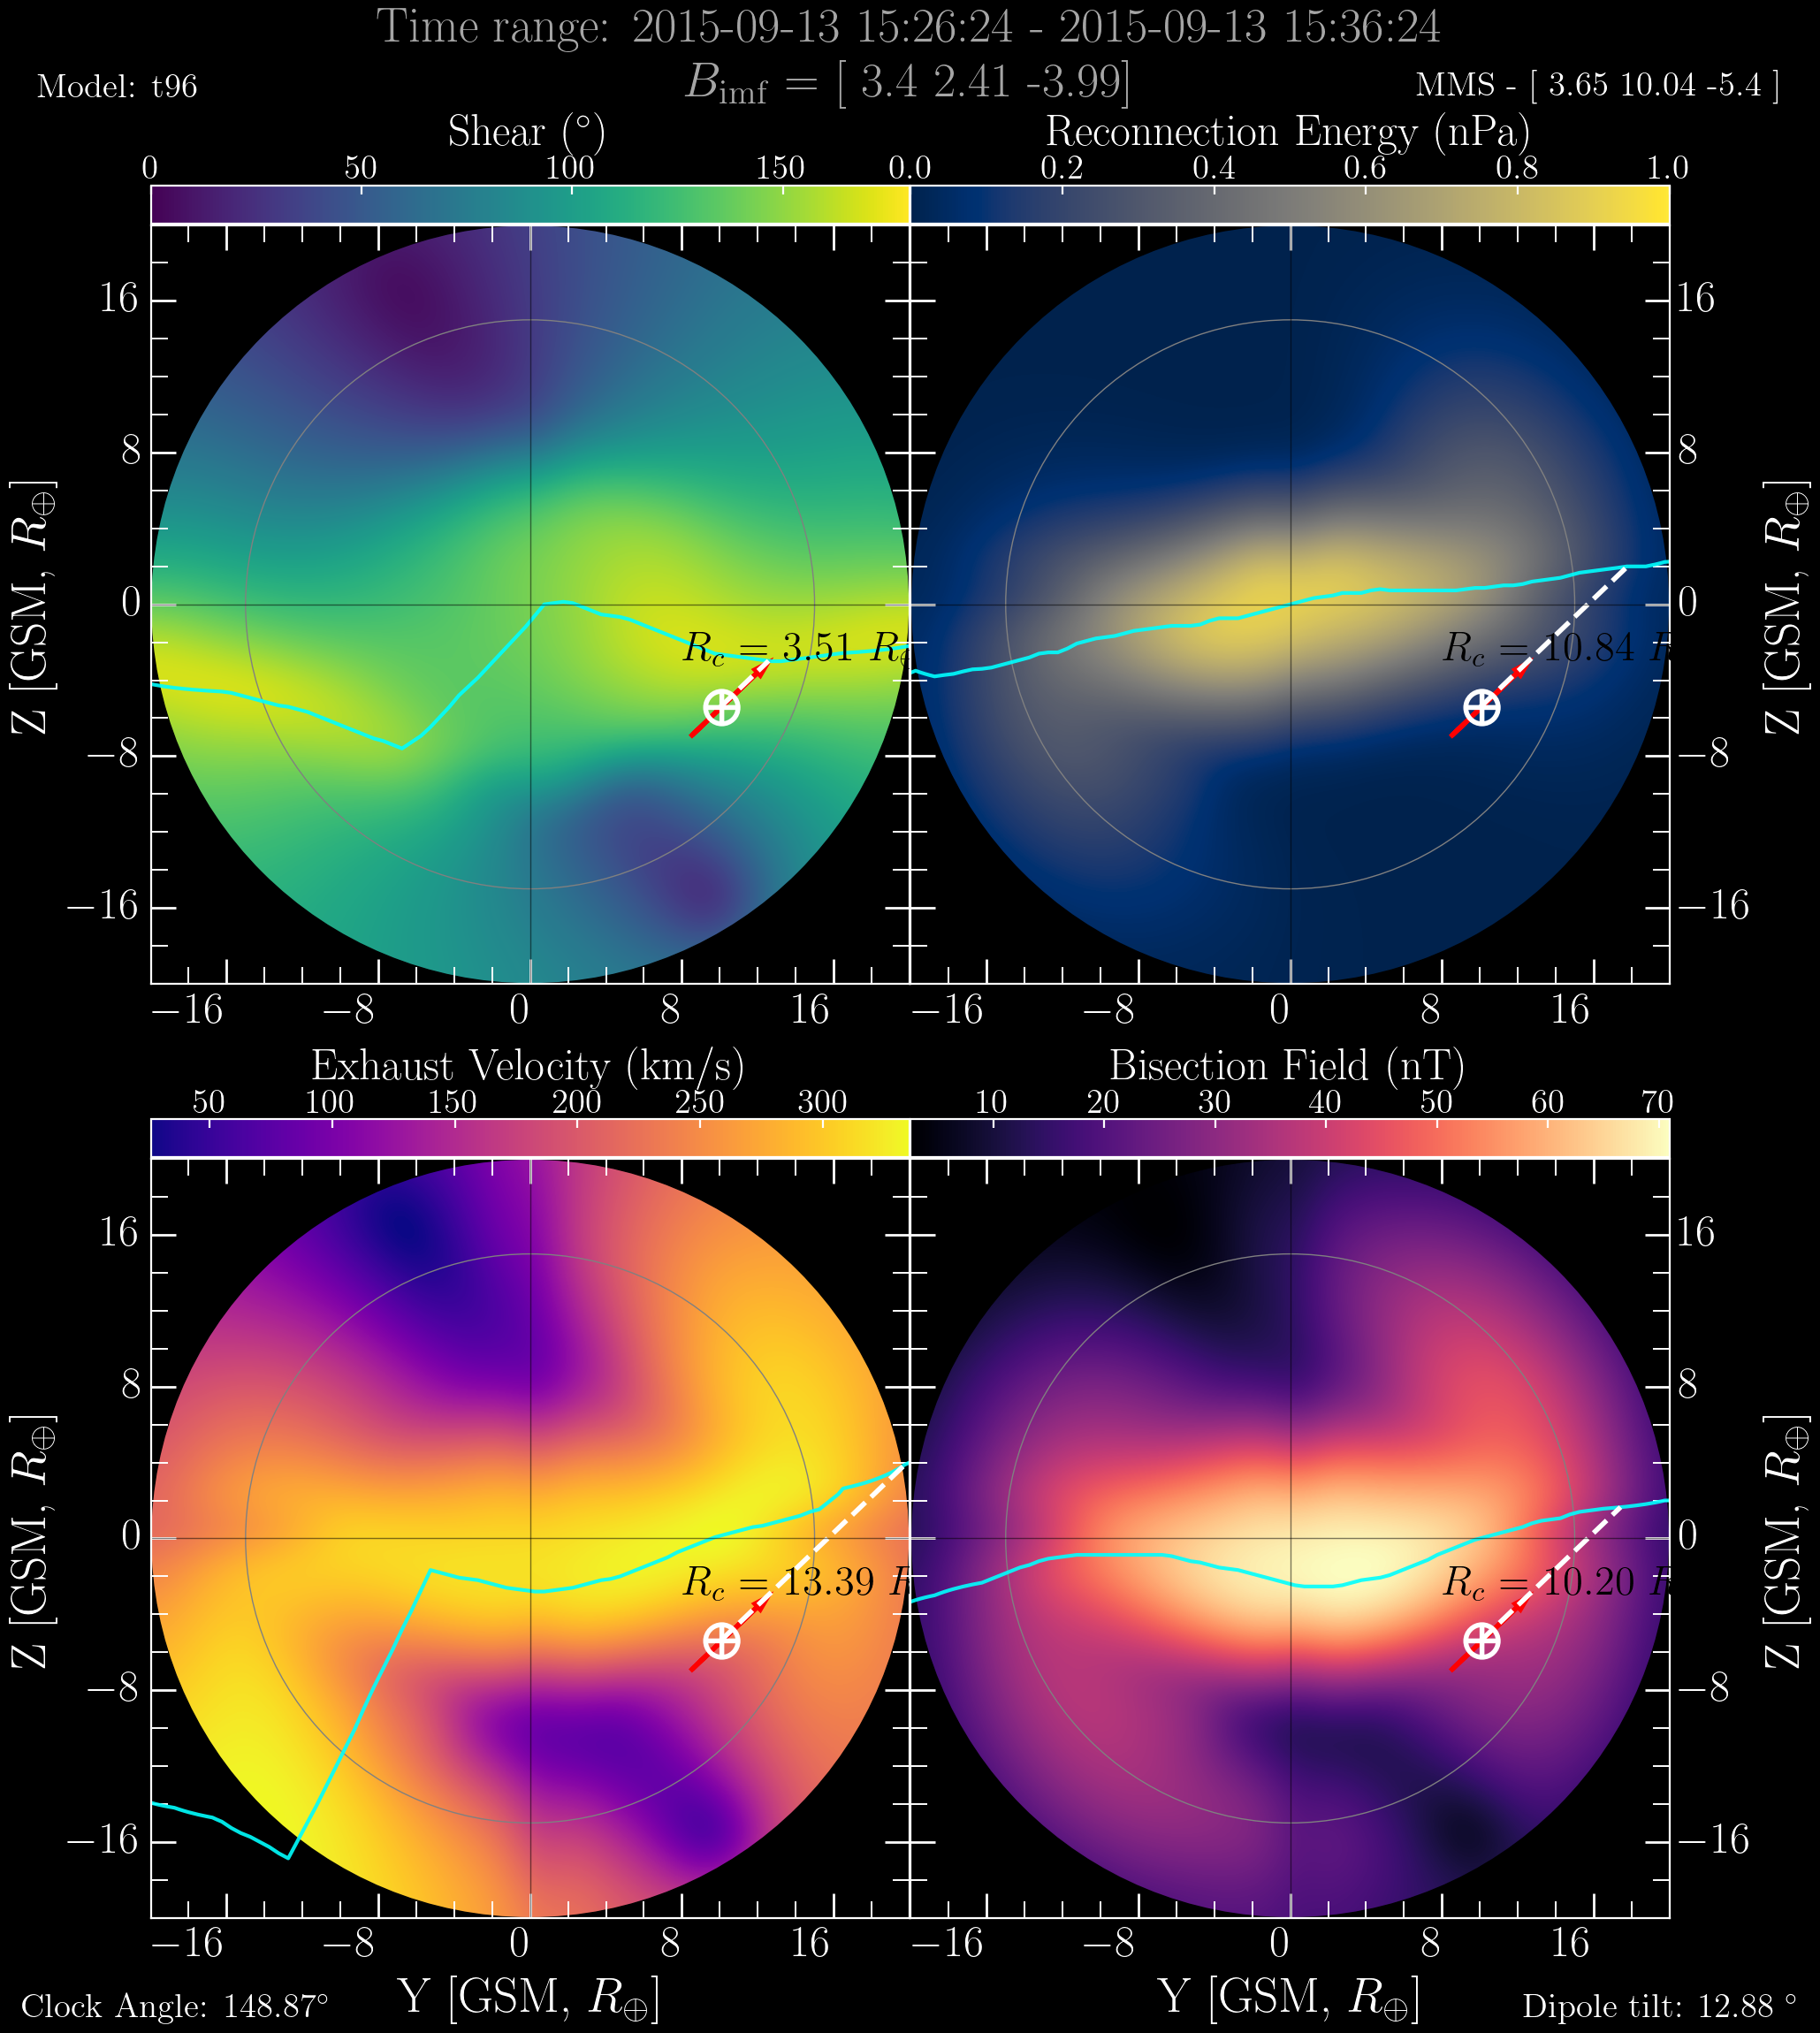 Time range: 2015-09-13 15:26:24 - 2015-09-13 15:36:24
Model: t96
B_imf = [ 3.4 2.41 -3.99]
MMS - [ 3.65 10.04 -5.4 ]
Shear (°)
Reconnection Energy (nPa)
0 50 100 150
0.0 0.2 0.4 0.6 0.8 1.0
16 8 0 −8 −16
Z [GSM, R⊕]
R_c = 3.51 R⊕
R_c = 10.84 R
16 8 0 −8 −16
Z [GSM, R⊕]
−16 −8 0 8 16
−16 −8 0 8 16
Exhaust Velocity (km/s)
Bisection Field (nT)
50 100 150 200 250 300
10 20 30 40 50 60 70
16 8 0 −8 −16
Z [GSM, R⊕]
R_c = 13.39 R
R_c = 10.20 R
16 8 0 −8 −16
Z [GSM, R⊕]
−16 −8 0 8 16
−16 −8 0 8 16
Y [GSM, R⊕]
Y [GSM, R⊕]
Clock Angle: 148.87°
Dipole tilt: 12.88 °